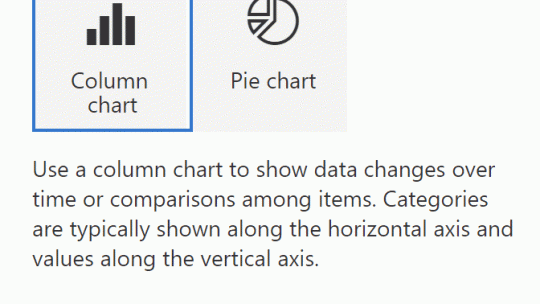 Column
chart
Pie chart
Use a column chart to show data changes over
time or comparisons among items. Categories
are typically shown along the horizontal axis and
values along the vertical axis.